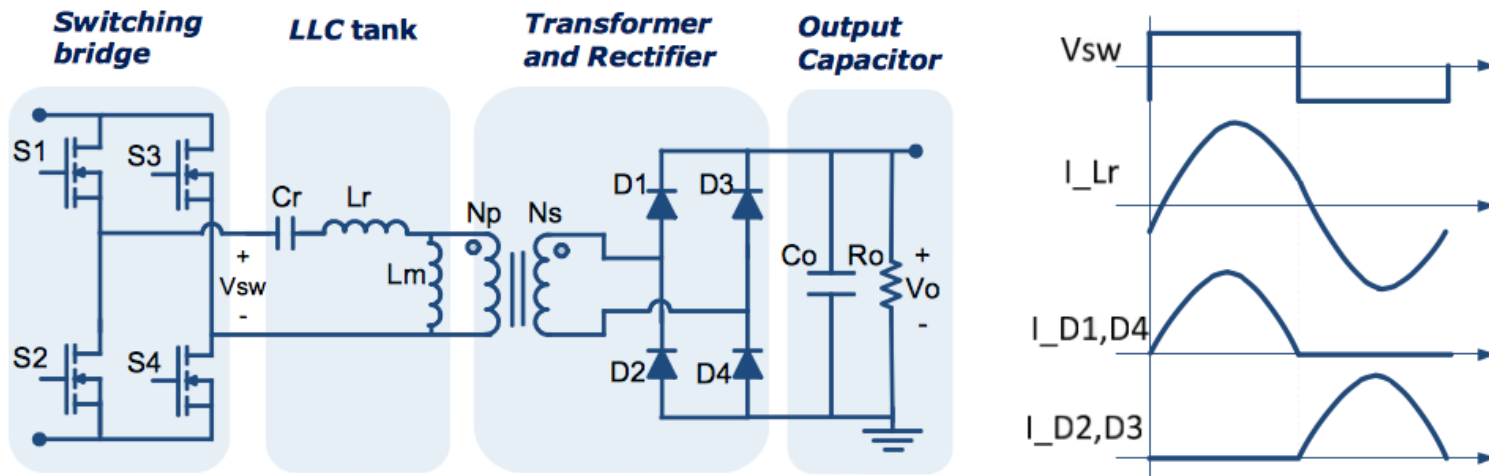 Switching
bridge
LLC tank
Transformer
and Rectifier
Output
Capacitor
S1
S3
Cr
Lr
Np
Ns
D1
D3
Lm
+
Vsw
-
Co
Ro
+
Vo
-
S2
S4
D2
D4
Vsw
I_Lr
I_D1,D4
I_D2,D3